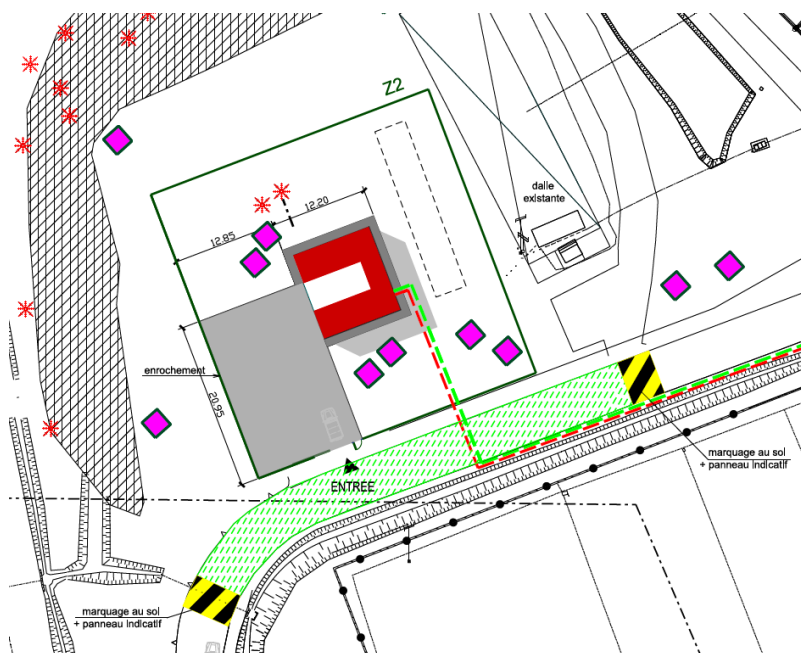 Z2
12.20
12.85
dalle
existante
enrochement
20.95
marquage au sol
+ panneau indicatif
ENTREE
marquage au sol
+ panneau indicatif